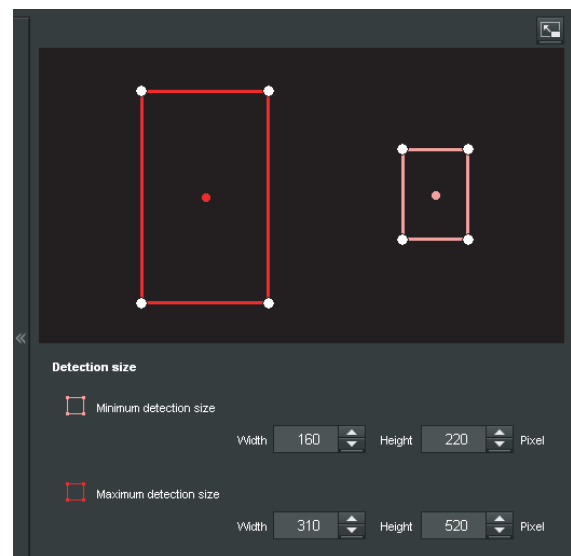 Detection size
Minimum detection size
Width 160 Height 220 Pixel
Maximum detection size
Width 310 Height 520 Pixel